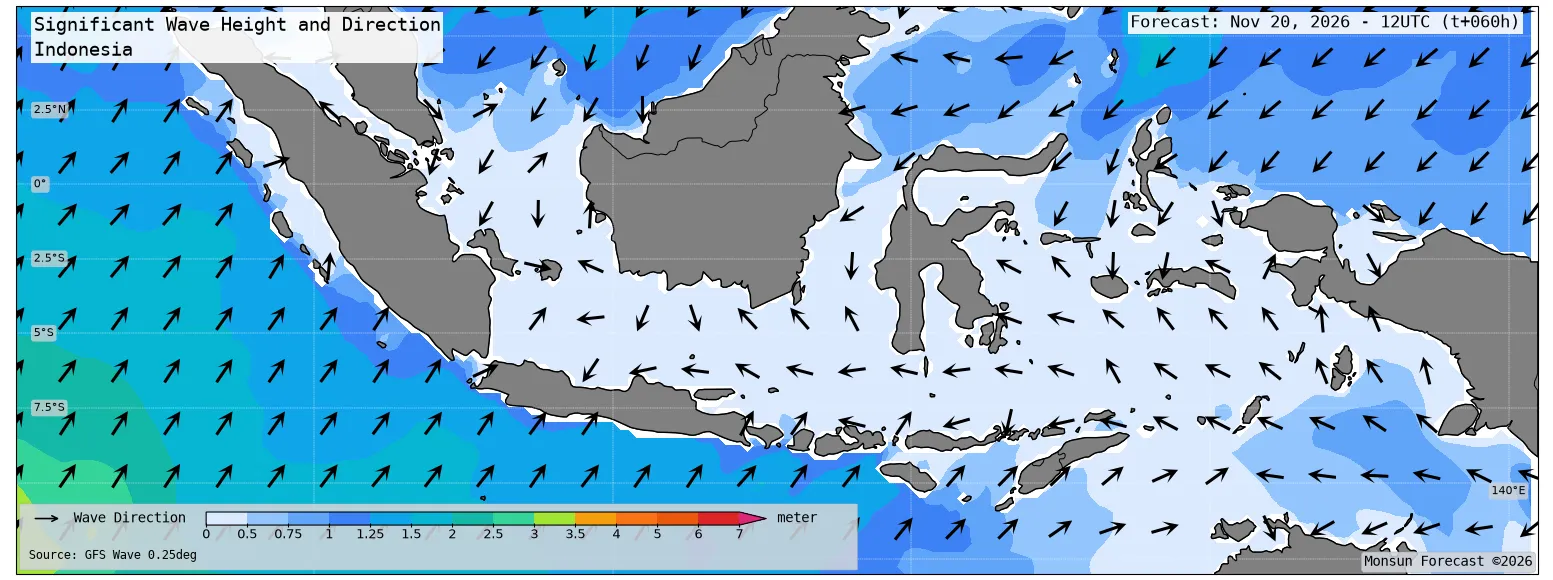 Significant Wave Height and Direction
Indonesia
Forecast: Nov 20, 2026 - 12UTC (t+060h)
2.5°N
0°
2.5°S
5°S
7.5°S
140°E
Wave Direction
meter
0 0.5 0.75 1 1.25 1.5 2 2.5 3 3.5 4 5 6 7
Source: GFS Wave 0.25deg
Monsun Forecast ©2026